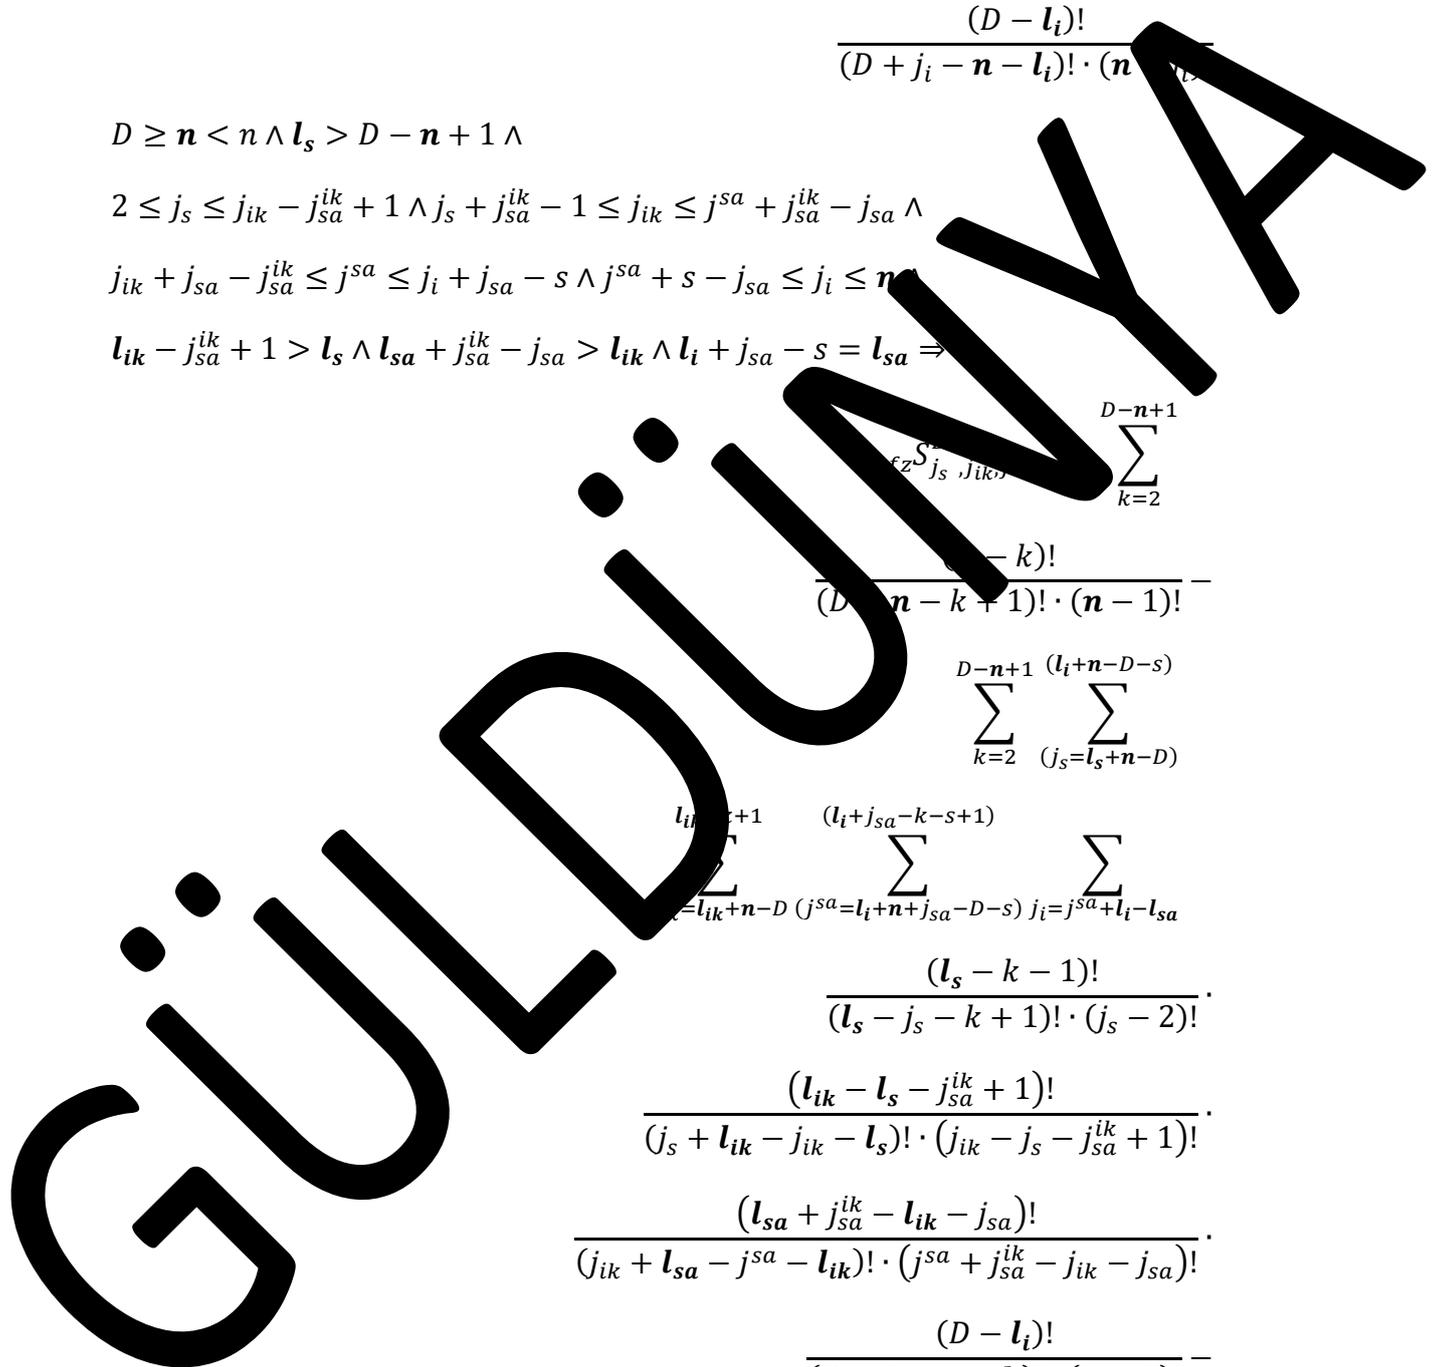 (D − l_i)!
(D + j_i − n − l_i)! · (n
D ≥ n < n ∧ l_s > D − n + 1 ∧
2 ≤ j_s ≤ j_ik − j_sa^ik + 1 ∧ j_s + j_sa^ik − 1 ≤ j_ik ≤ j^sa + j_sa^ik − j_sa ∧
j_ik + j_sa − j_sa^ik ≤ j^sa ≤ j_i + j_sa − s ∧ j^sa + s − j_sa ≤ j_i ≤ n ∧
l_ik − j_sa^ik + 1 > l_s ∧ l_sa + j_sa^ik − j_sa > l_ik ∧ l_i + j_sa − s = l_sa ⇒
D−n+1
fz S j_s ,j_ik, ∑
k=2
− k)!
(D n − k + 1)! · (n − 1)! −
D−n+1 (l_i+n−D−s)
∑ ∑
k=2 (j_s=l_s+n−D)
+1 (l_i+j_sa−k−s+1)
∑ ∑ ∑
=l_ik+n−D (j^sa=l_i+n+j_sa−D−s) j_i=j^sa+l_i−l_sa
(l_s − k − 1)!
(l_s − j_s − k + 1)! · (j_s − 2)! ·
(l_ik − l_s − j_sa^ik + 1)!
(j_s + l_ik − j_ik − l_s)! · (j_ik − j_s − j_sa^ik + 1)! ·
(l_sa + j_sa^ik − l_ik − j_sa)!
(j_ik + l_sa − j^sa − l_ik)! · (j^sa + j_sa^ik − j_ik − j_sa)! ·
(D − l_i)!
−
GÜLDÜNYA